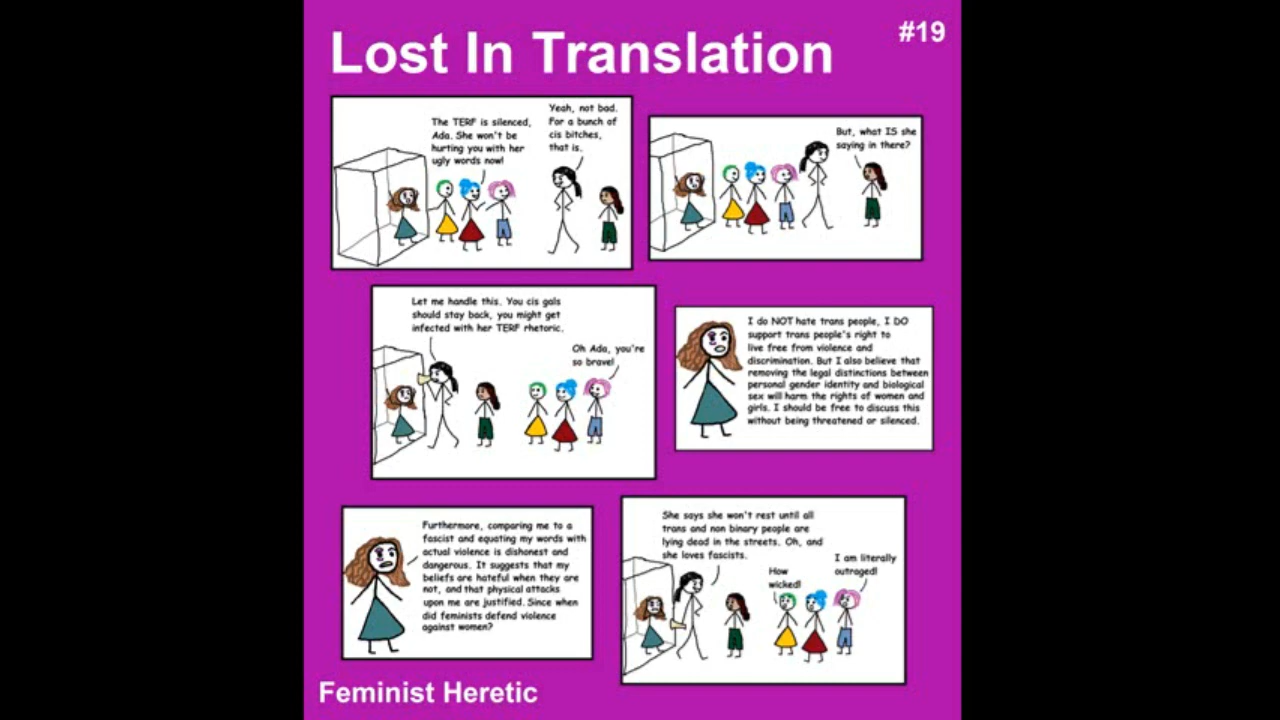 #19
Lost In Translation
The TERF is silenced,
Ada. She won't be
hurting you with her
ugly words now!
Yeah, not bad.
For a bunch of
cis bitches,
that is.
But, what IS she
saying in there?
Let me handle this. You cis gals
should stay back, you might get
infected with her TERF rhetoric.
Oh Ada, you're
so brave!
I do NOT hate trans people, I DO
support trans people's right to
live free from violence and
discrimination. But I also believe that
removing the legal distinctions between
personal gender identity and biological
sex will harm the rights of women and
girls. I should be free to discuss this
without being threatened or silenced.
Furthermore, comparing me to a
fascist and equating my words with
actual violence is dishonest and
dangerous. It suggests that my
beliefs are hateful when they are
not, and that physical attacks
upon me are justified. Since when
did feminists defend violence
against women?
She says she won't rest until all
trans and non binary people are
lying dead in the streets. Oh, and
she loves fascists.
How
wicked!
I am literally
outraged!
Feminist Heretic